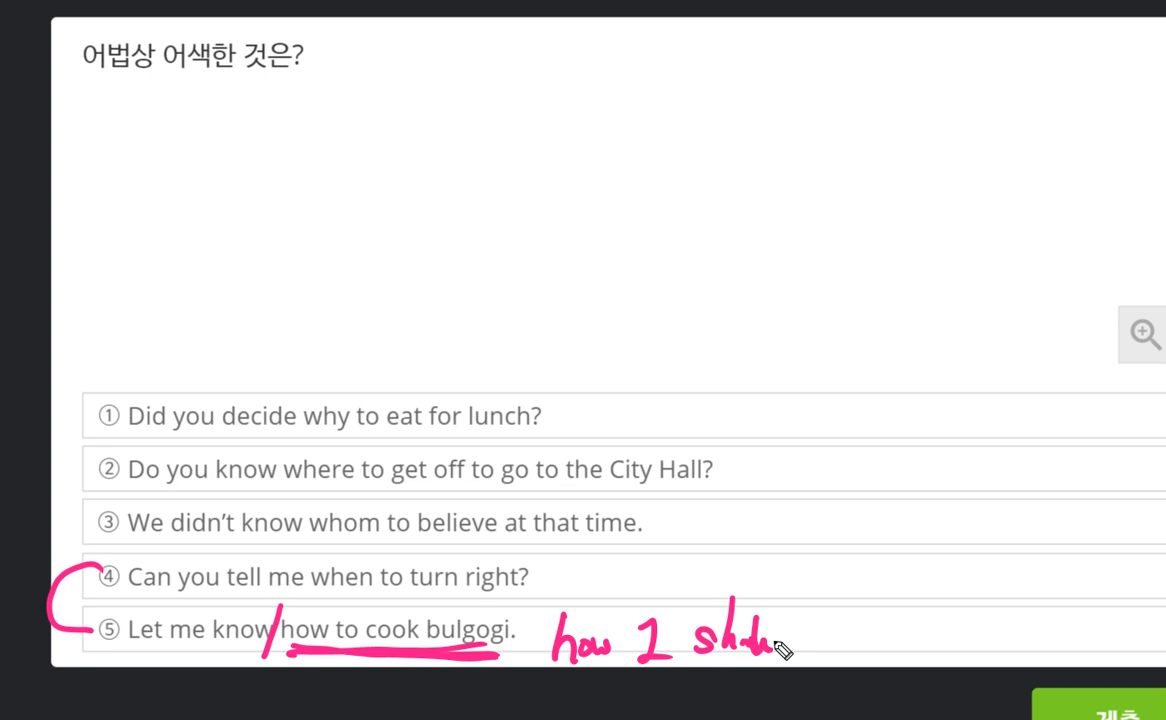 어법상 어색한 것은?
① Did you decide why to eat for lunch?
② Do you know where to get off to go to the City Hall?
③ We didn’t know whom to believe at that time.
④ Can you tell me when to turn right?
⑤ Let me know how to cook bulgogi. how I